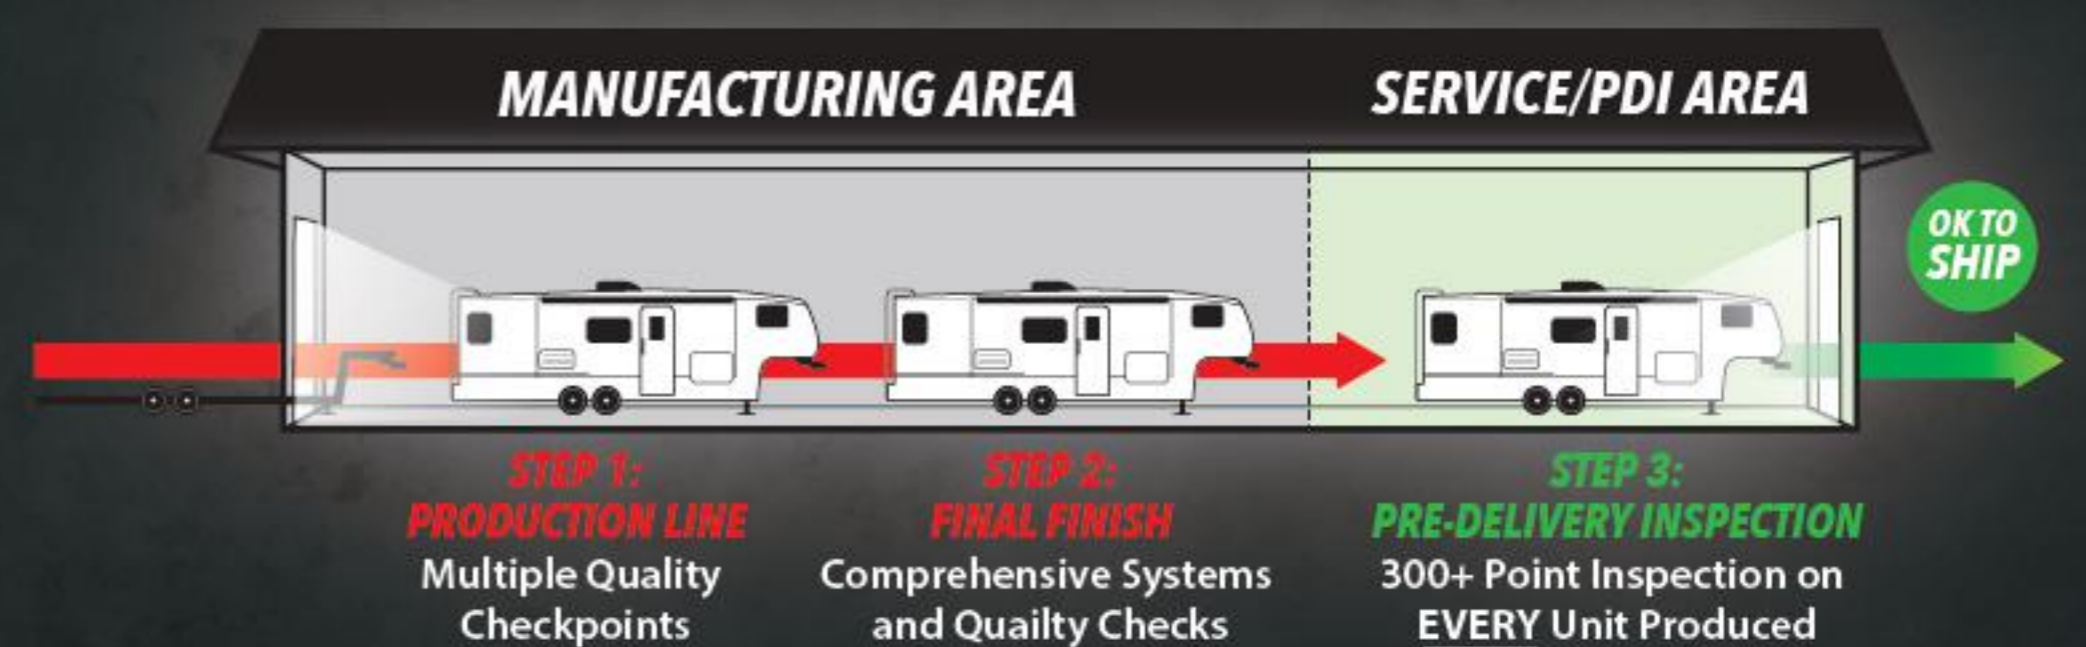 MANUFACTURING AREA
SERVICE/PDI AREA
OK TO
SHIP
STEP 1:
PRODUCTION LINE
Multiple Quality
Checkpoints
STEP 2:
FINAL FINISH
Comprehensive Systems
and Quailty Checks
STEP 3:
PRE-DELIVERY INSPECTION
300+ Point Inspection on
EVERY Unit Produced